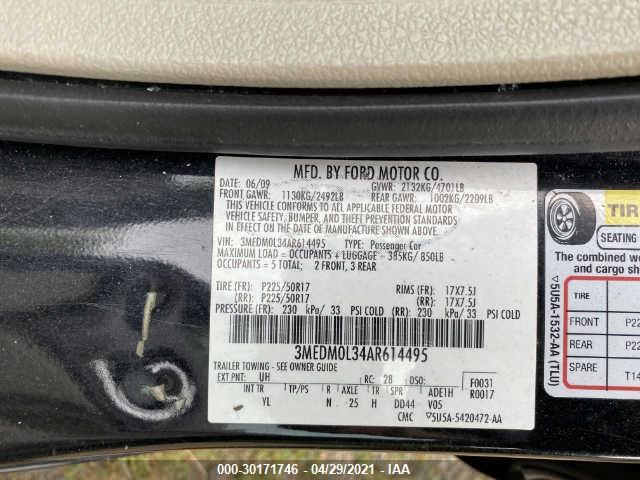 MFD. BY FORD MOTOR CO.
DATE: 06/09 GVWR: 2132KG/4701LB
FRONT GAWR: 1130KG/2492LB REAR GAWR: 1002KG/2209LB
THIS VEHICLE CONFORMS TO ALL APPLICABLE FEDERAL MOTOR
VEHICLE SAFETY, BUMPER, AND THEFT PREVENTION STANDARDS
IN EFFECT ON THE DATE OF MANUFACTURE SHOWN ABOVE.
VIN: 3MEDM0L34AR614495 TYPE: Passenger Car
MAXIMUM LOAD = OCCUPANTS + LUGGAGE = 385KG/ 850LB
OCCUPANTS = 5 TOTAL; 2 FRONT, 3 REAR
TIRE (FR): P225/50R17 RIMS (FR): 17X7.5J
(RR): P225/50R17 (RR): 17X7.5J
PRESSURE (FR): 230 kPa/ 33 PSI COLD (RR): 230 kPa/ 33 PSI COLD
3MEDM0L34AR614495
TRAILER TOWING - SEE OWNER GUIDE
EXT PNT: UH RC: 28 DSO: F0031
INT TR TP/PS R AXLE TR SPR ADE1H R0017
YL N 25 H DD44 V05
CMC ▽5U5A-5420472-AA
▽5U5A-1532-AA (TLU)
TIRE
SEATING
The combined we
and cargo sh
TIRE
FRONT P22
REAR P22
SPARE T14
000-30171746 - 04/29/2021 - IAA